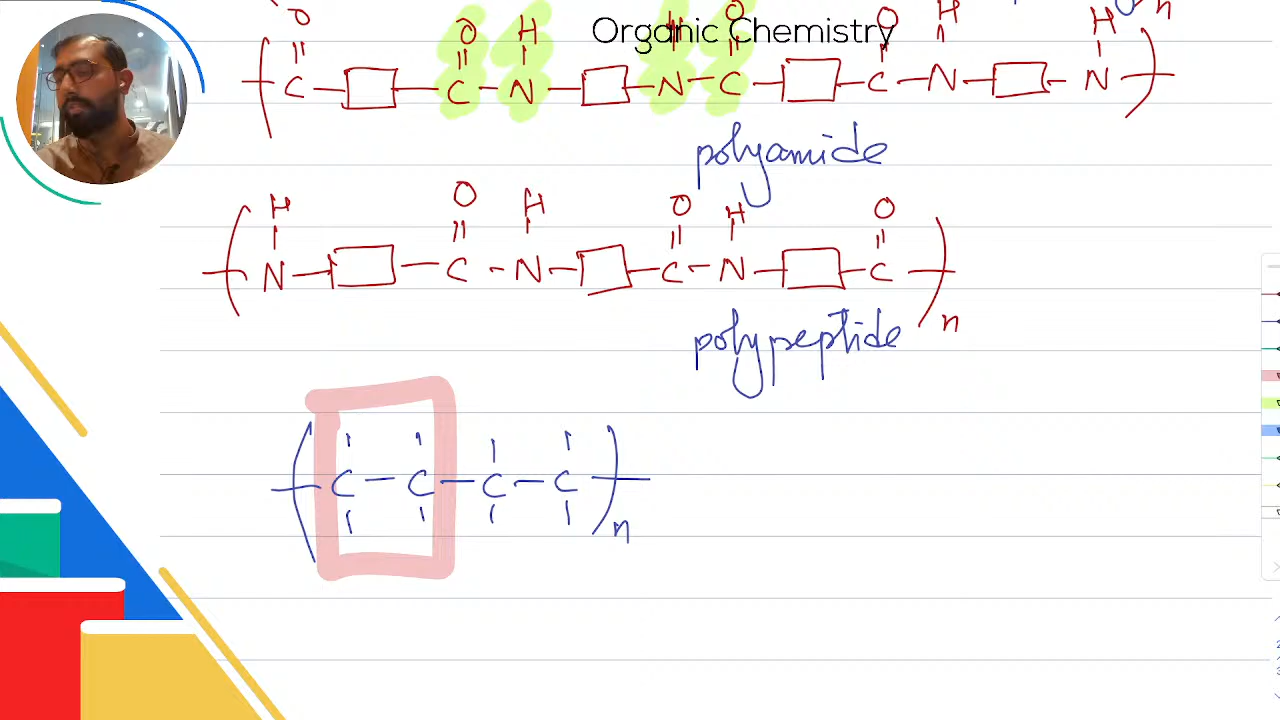 Organic Chemistry
O O H H O O H H n
C C N N C C N N
polyamide
H O H O H O
N C N C N C
n
polypeptide
C C C C
n